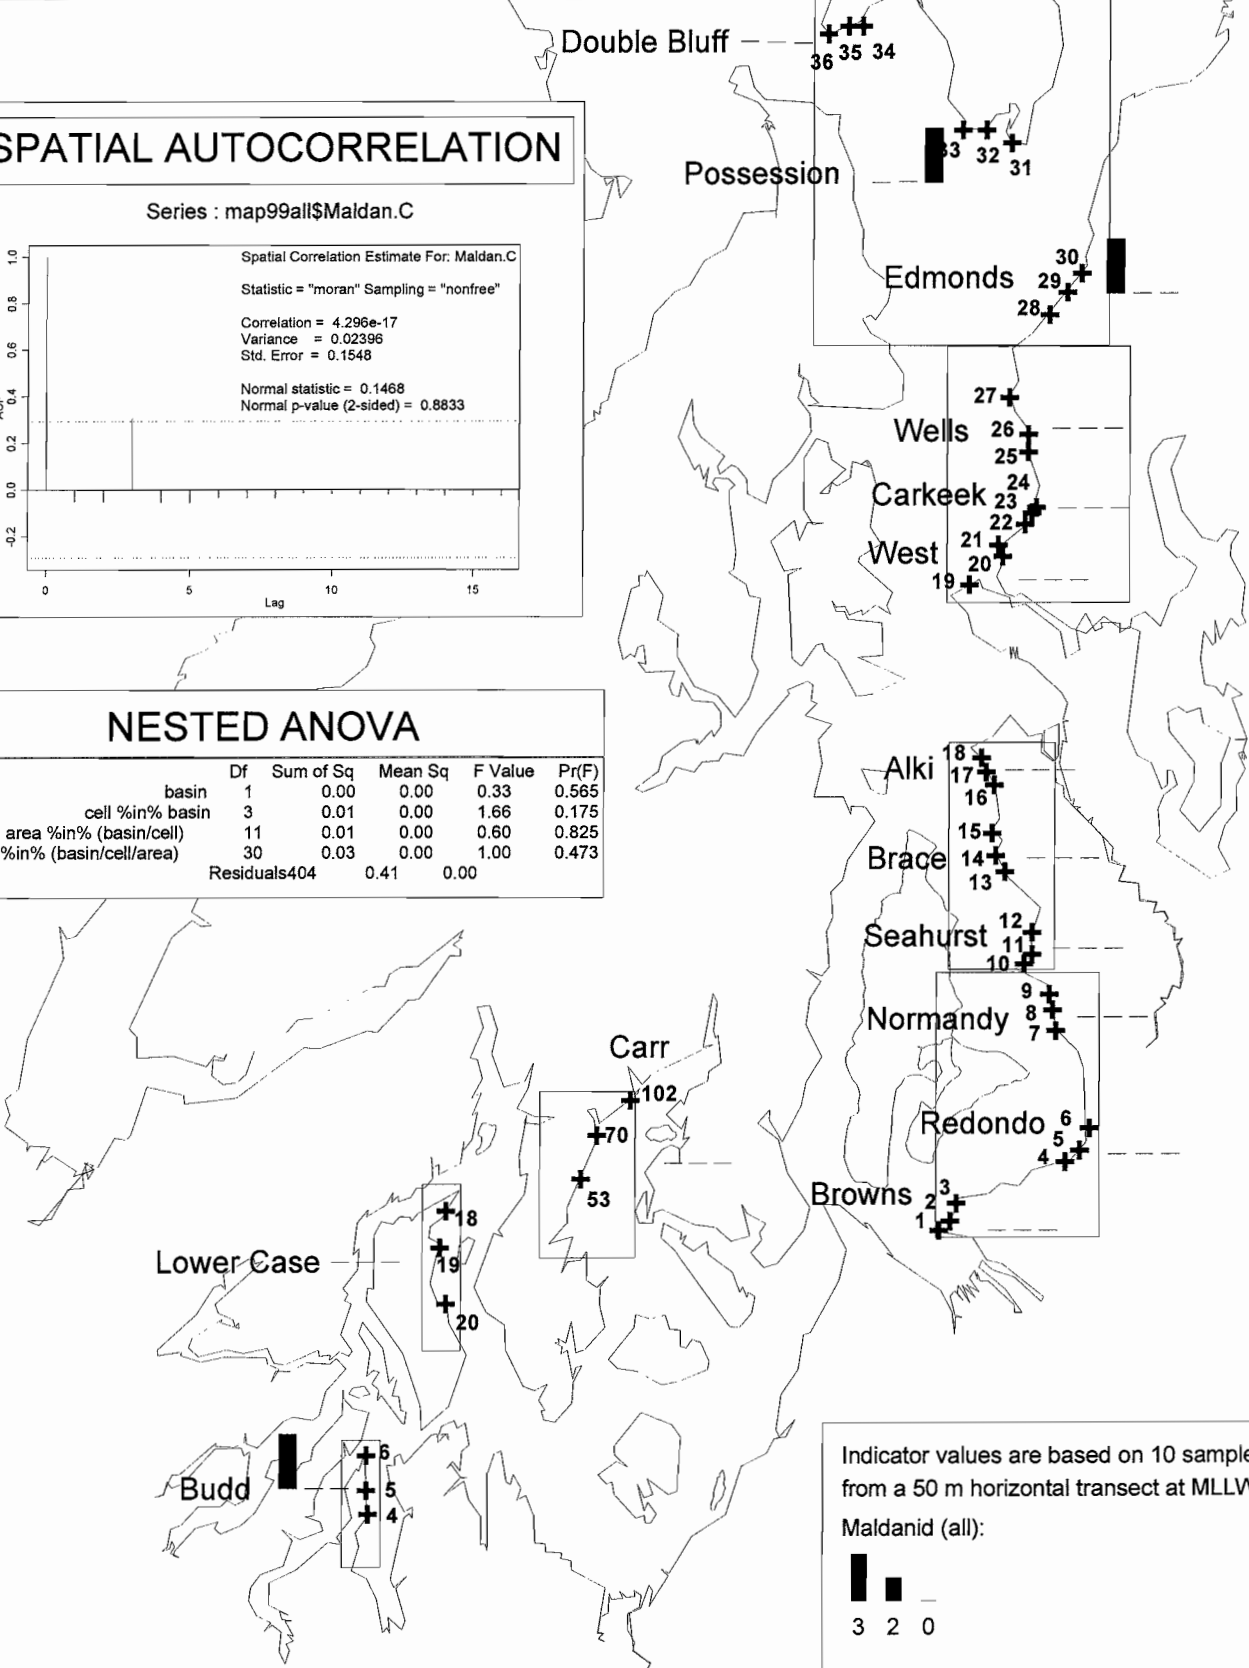 Double Bluff
36 35 34
SPATIAL AUTOCORRELATION
33 32 31
Possession
Series : map99all$Maldan.C
1.0
0.8
0.6
0.4
0.2
0.0
-0.2
Spatial Correlation Estimate For: Maldan.C
Statistic = "moran" Sampling = "nonfree"
Correlation = 4.296e-17
Variance = 0.02396
Std. Error = 0.1548
Normal statistic = 0.1468
Normal p-value (2-sided) = 0.8833
0 5 10 15
Lag
Edmonds
30
29
28
27
Wells 26
25
24
Carkeek 23
22
West 21
20
19
NESTED ANOVA
Df Sum of Sq Mean Sq F Value Pr(F)
basin 1 0.00 0.00 0.33 0.565
cell %in% basin 3 0.01 0.00 1.66 0.175
area %in% (basin/cell) 11 0.01 0.00 0.60 0.825
%in% (basin/cell/area) 30 0.03 0.00 1.00 0.473
Residuals404 0.41 0.00
18
Alki 17
16
15
Brace 14
13
12
Seahurst 11
10
9
Normandy 8
7
Carr
102
70
53
Redondo 6
5
4
Browns 3
2
1
18
Lower Case 19
20
6
Budd 5
4
Indicator values are based on 10 sample
from a 50 m horizontal transect at MLLW
Maldanid (all):
3 2 0